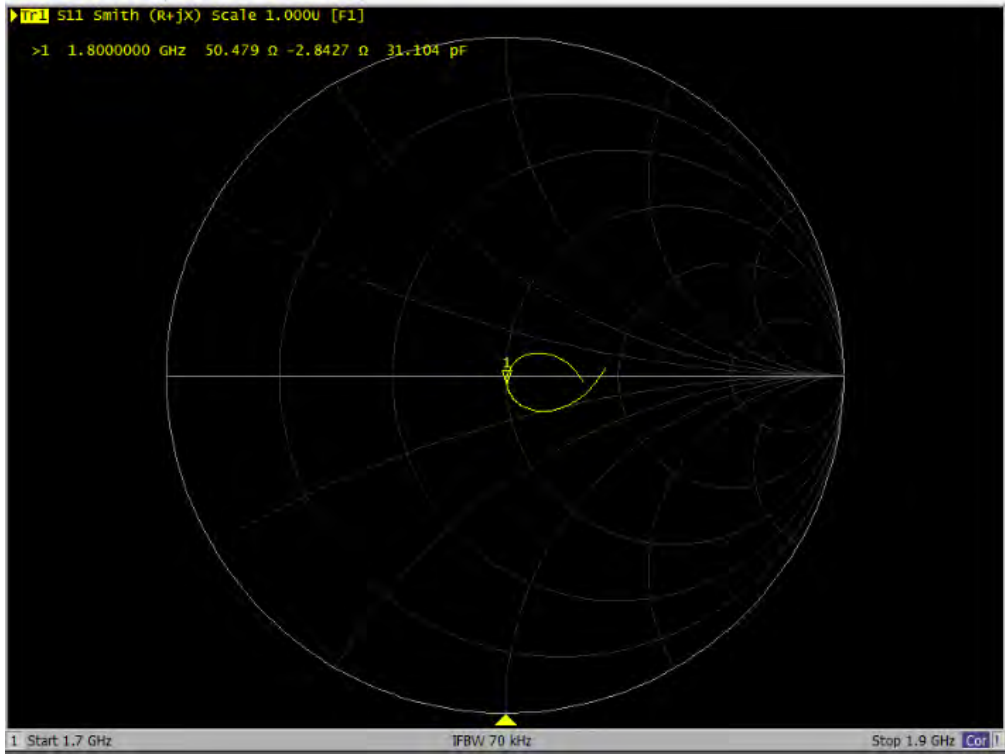 Tr1 S11 Smith (R+jX) Scale 1.000U [F1]
>1 1.8000000 GHz 50.479 Ω -2.8427 Ω 31.104 pF
1
1 Start 1.7 GHz IFBW 70 kHz Stop 1.9 GHz Cor !